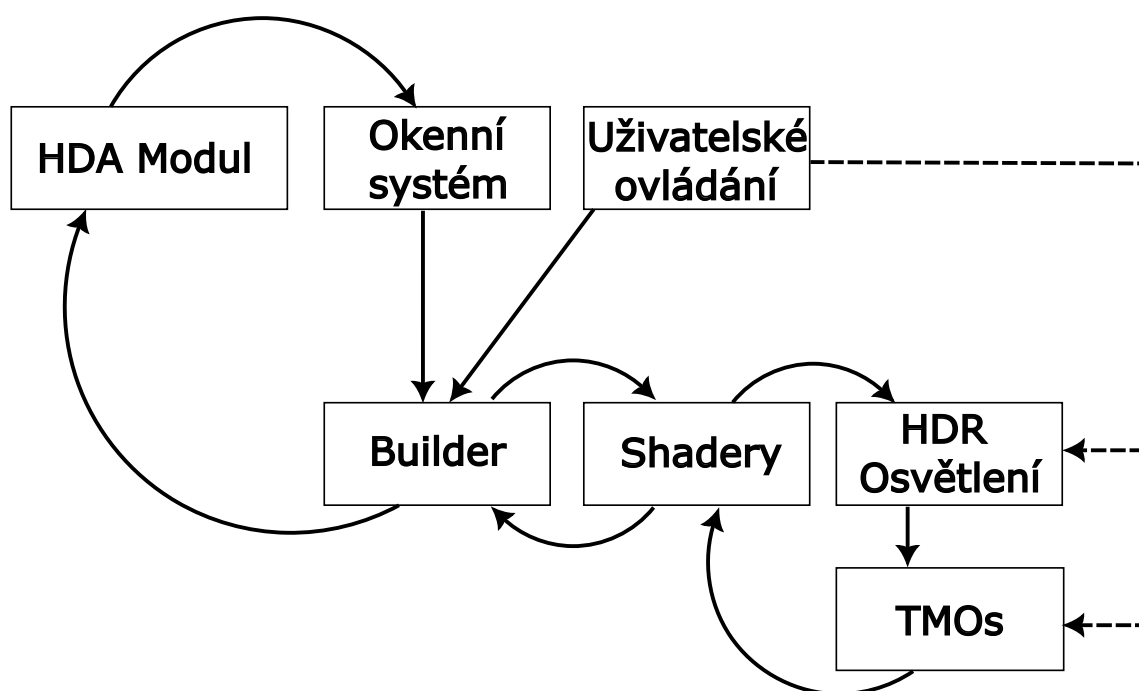 HDA Modul
Okenní
systém
Uživatelské
ovládání
Builder
Shadery
HDR
Osvětlení
TMOs